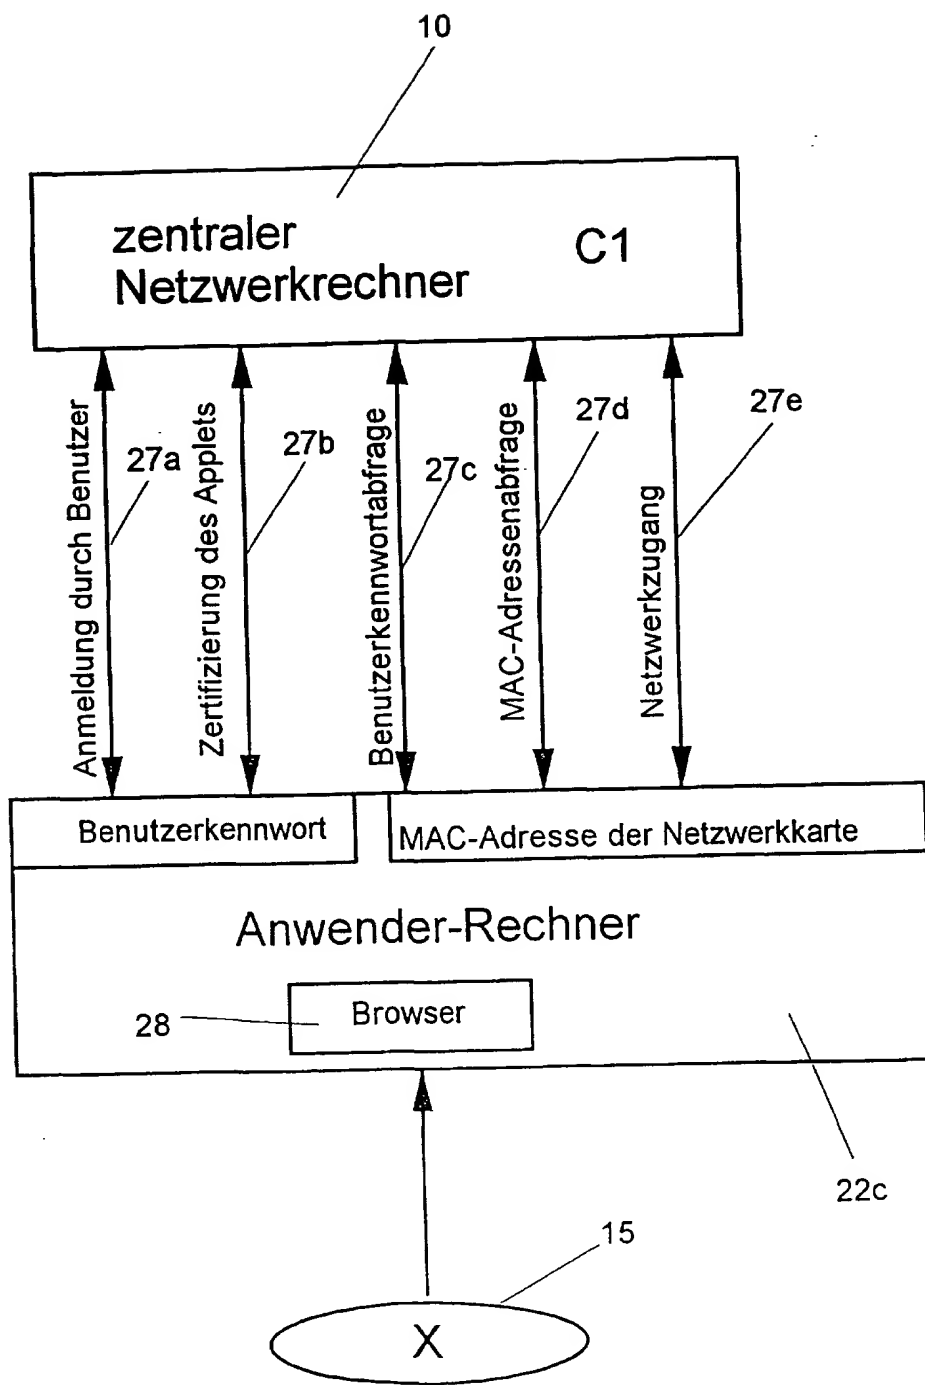 10
zentraler
Netzwerkrechner
C1
Anmeldung durch Benutzer
27a
Zertifizierung des Applets
27b
Benutzerkennwortabfrage
27c
MAC-Adressenabfrage
27d
Netzwerkzugang
27e
Benutzerkennwort
MAC-Adresse der Netzwerkkarte
Anwender-Rechner
28
Browser
22c
15
X